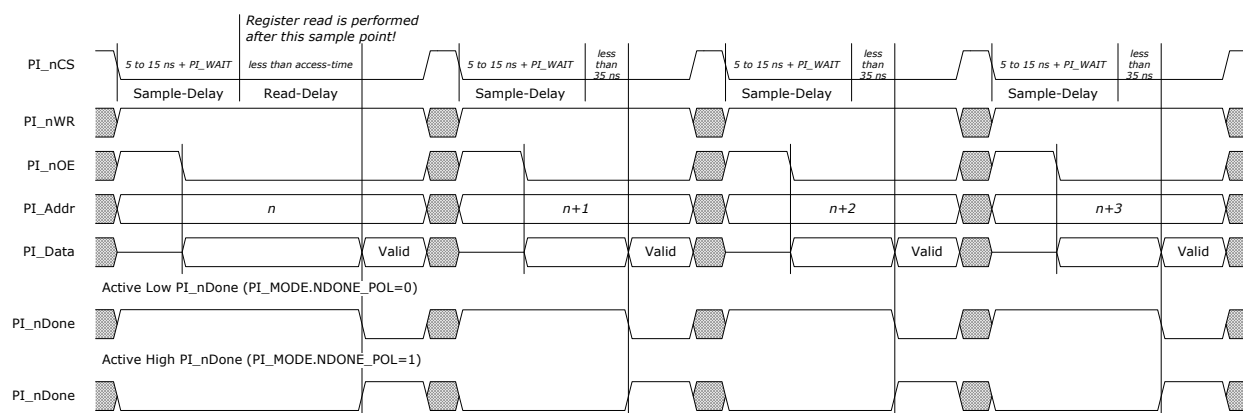 Register read is performed
after this sample point!
PI_nCS
5 to 15 ns + PI_WAIT less than access-time 5 to 15 ns + PI_WAIT less than 35 ns 5 to 15 ns + PI_WAIT less than 35 ns 5 to 15 ns + PI_WAIT less than 35 ns
Sample-Delay Read-Delay Sample-Delay Sample-Delay Sample-Delay
PI_nWR
PI_nOE
PI_Addr n n+1 n+2 n+3
PI_Data Valid Valid Valid Valid
Active Low PI_nDone (PI_MODE.NDONE_POL=0)
PI_nDone
Active High PI_nDone (PI_MODE.NDONE_POL=1)
PI_nDone